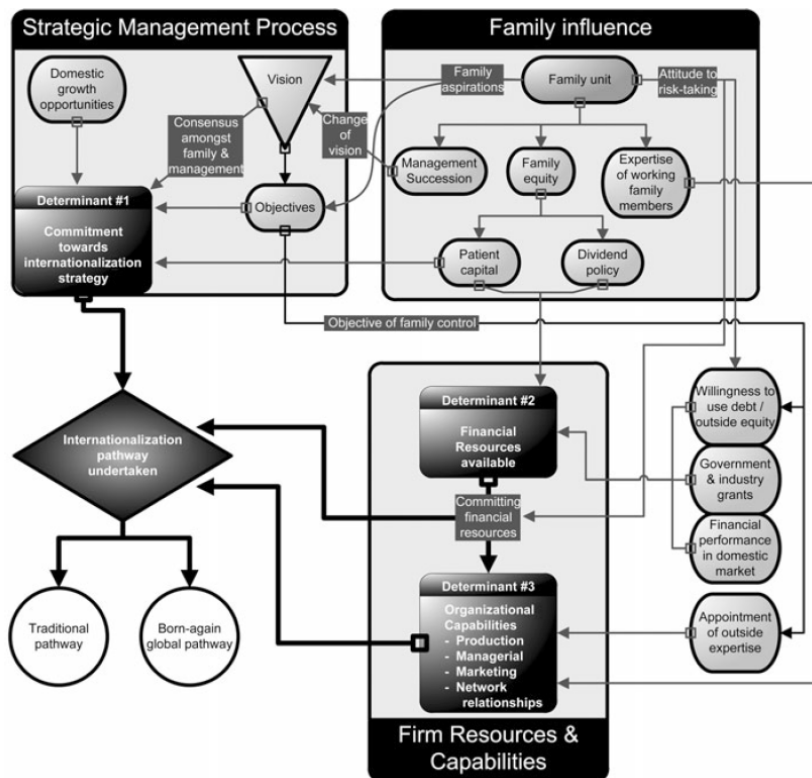 Strategic Management Process
Family influence
Domestic
growth
opportunities
Vision
Consensus
amongst
family &
management
Change
of
vision
Objectives
Determinant #1
Commitment
towards
internationalization
strategy
Family
aspirations
Family unit
Attitude to
risk-taking
Management
Succession
Family
equity
Expertise
of working
family
members
Patient
capital
Dividend
policy
Objective of family control
Internationalization
pathway
undertaken
Traditional
pathway
Born-again
global pathway
Determinant #2
Financial
Resources
available
Committing
financial
resources
Determinant #3
Organizational
Capabilities
- Production
- Managerial
- Marketing
- Network
relationships
Firm Resources &
Capabilities
Willingness to
use debt /
outside equity
Government
& industry
grants
Financial
performance
in domestic
market
Appointment
of outside
expertise